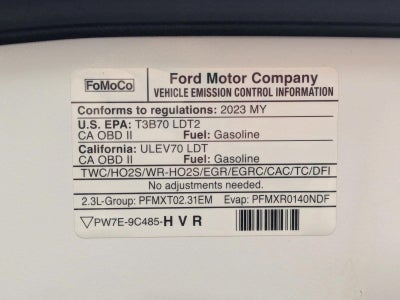 FoMoCo
Ford Motor Company
VEHICLE EMISSION CONTROL INFORMATION
Conforms to regulations: 2023 MY
U.S. EPA: T3B70 LDT2
CA OBD II Fuel: Gasoline
California: ULEV70 LDT
CA OBD II Fuel: Gasoline
TWC/HO2S/WR-HO2S/EGR/EGRC/CAC/TC/DFI
No adjustments needed.
2.3L-Group: PFMXT02.31EM Evap: PFMXR0140NDF
PW7E-9C485-HVR